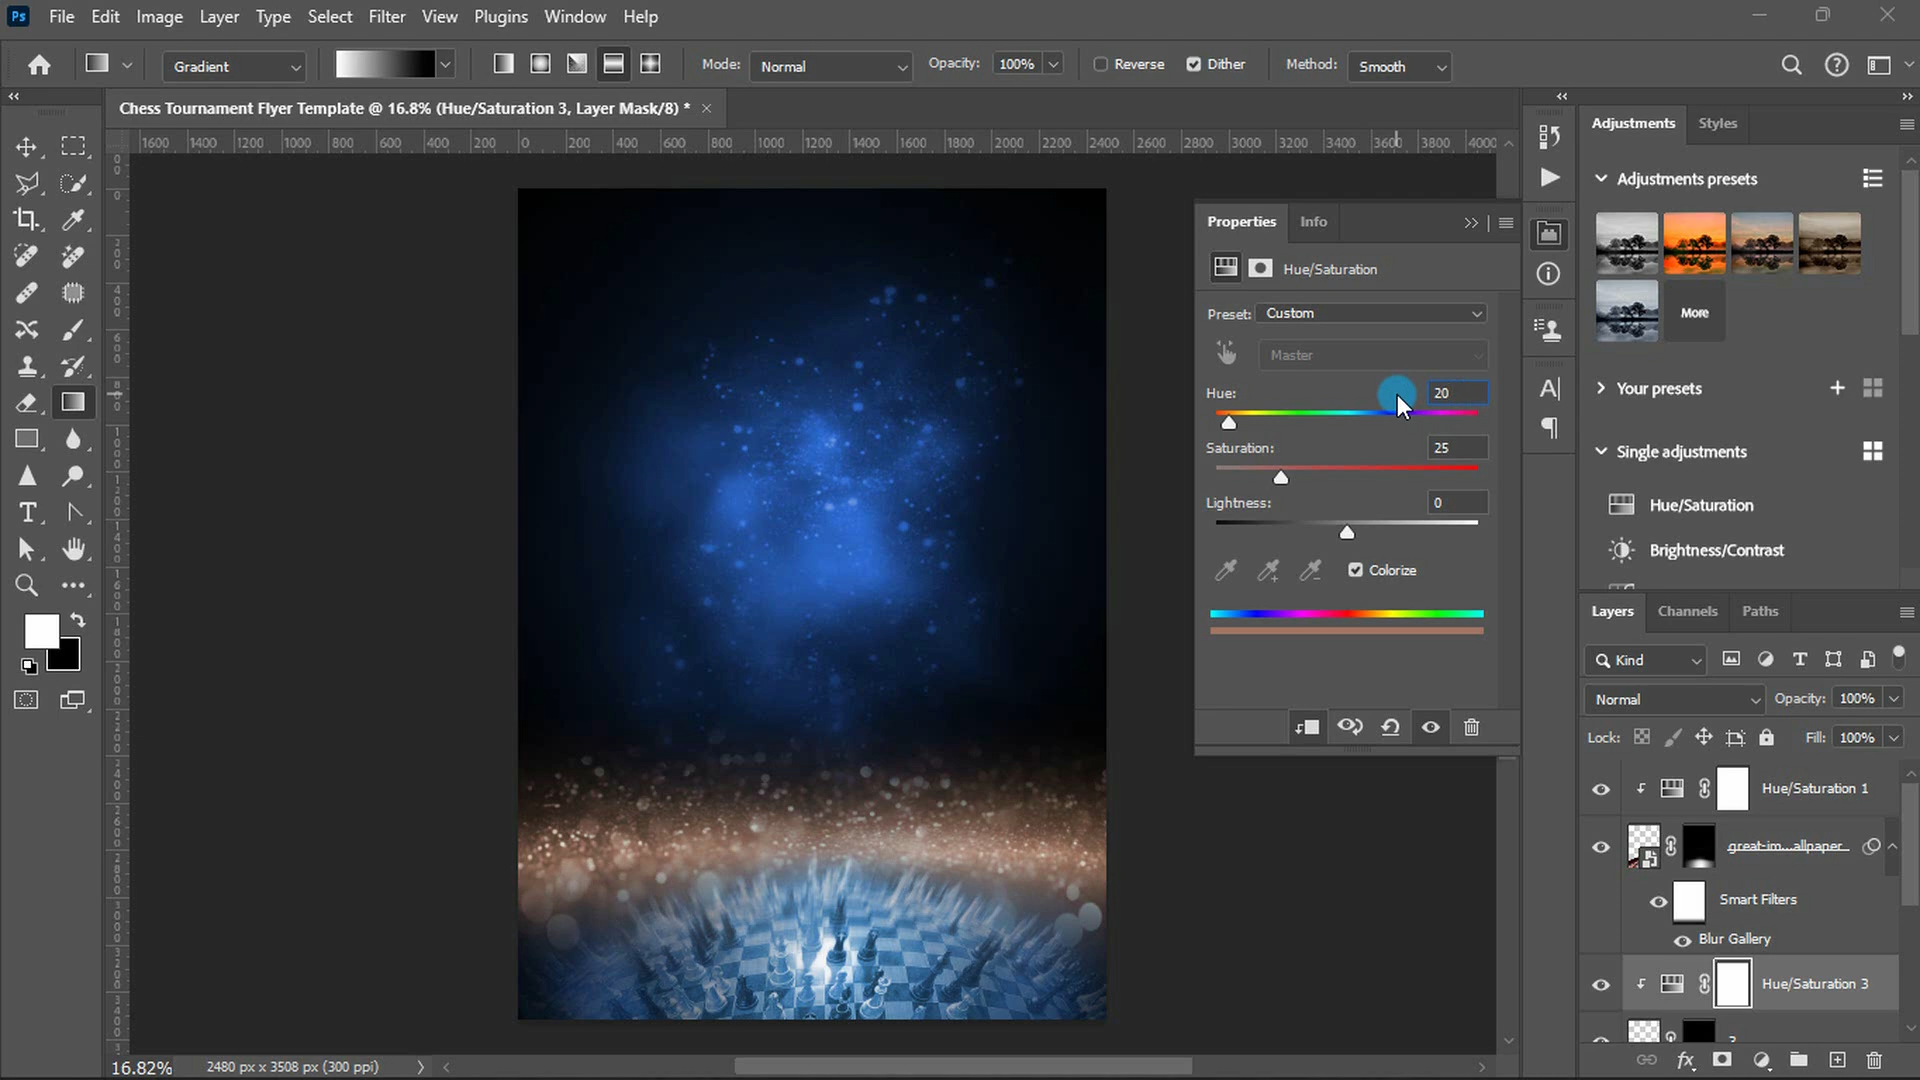 Ps File Edit Image Layer Type Select Filter View Plugins Window Help
Gradient Mode: Normal Opacity: 100% Reverse Dither Method: Smooth
Chess Tournament Flyer Template @ 16.8% (Hue/Saturation 3, Layer Mask/8) *
1600 1400 1200 1000 800 600 400 200 0 200 400 600 800 1000 1200 1400 1600 1800 2000 2200 2400 2600 2800 3000 3200 3400 3600 3800 4000
Properties Info
Hue/Saturation
Preset: Custom
Master
Hue: 20
Saturation: 25
Lightness: 0
Colorize
Adjustments Styles
Adjustments presets
More
Your presets
Single adjustments
Hue/Saturation
Brightness/Contrast
Layers Channels Paths
Kind
Normal Opacity: 100%
Lock: Fill: 100%
Hue/Saturation 1
great-im...allpaper
Smart Filters
Blur Gallery
Hue/Saturation 3
16.82% 2480 px x 3508 px (300 ppi)